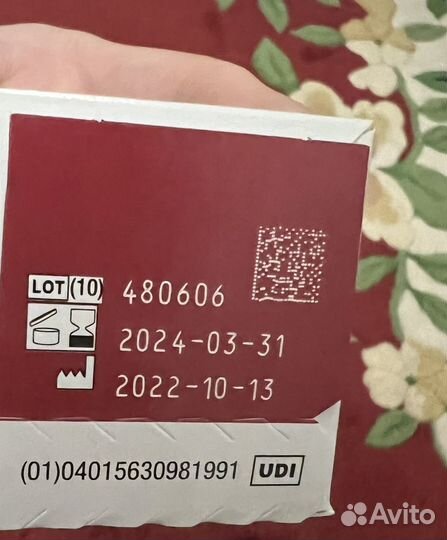 LOT (10) 480606
2024-03-31
2022-10-13
(01)04015630981991 UDI
Avito